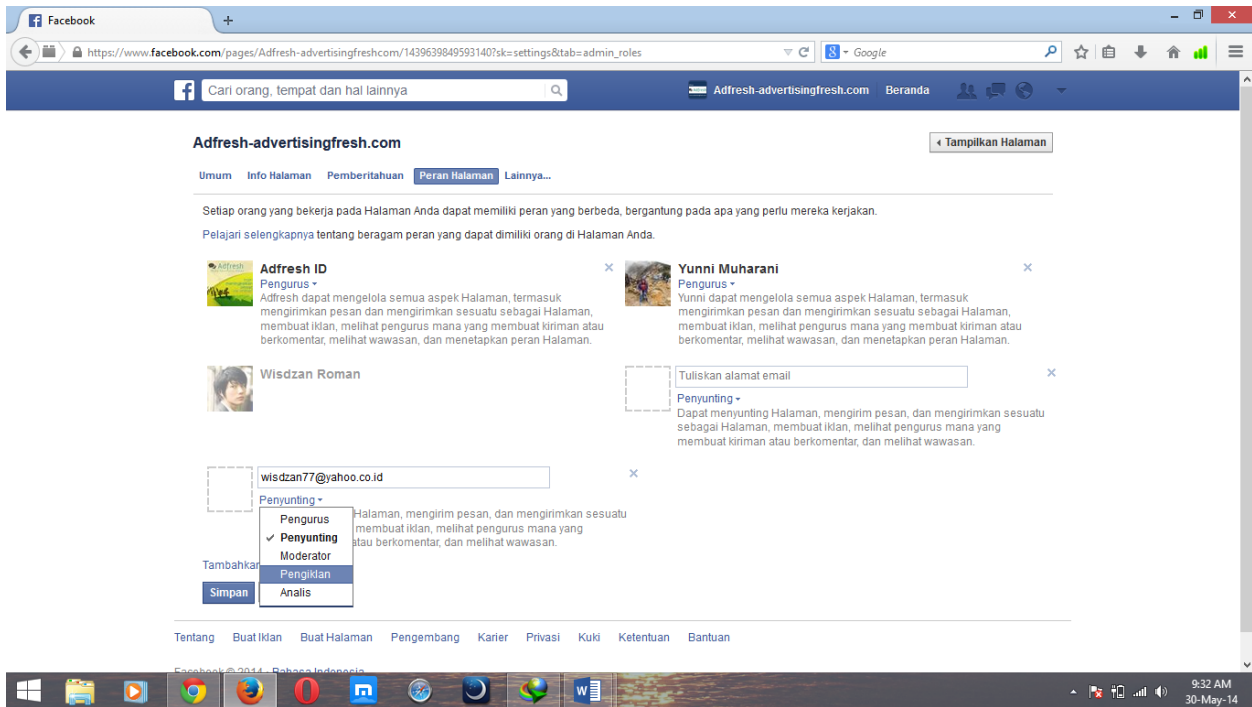 Facebook
+
https://www.facebook.com/pages/Adfresh-advertisingfreshcom/1439639849593140?sk=settings&tab=admin_roles
Google
Cari orang, tempat dan hal lainnya
Adfresh-advertisingfresh.com Beranda
Adfresh-advertisingfresh.com
Tampilkan Halaman
Umum Info Halaman Pemberitahuan Peran Halaman Lainnya...
Setiap orang yang bekerja pada Halaman Anda dapat memiliki peran yang berbeda, bergantung pada apa yang perlu mereka kerjakan.
Pelajari selengkapnya tentang beragam peran yang dapat dimiliki orang di Halaman Anda.
Adfresh
Adfresh ID
Pengurus
Adfresh dapat mengelola semua aspek Halaman, termasuk
mengirimkan pesan dan mengirimkan sesuatu sebagai Halaman,
membuat iklan, melihat pengurus mana yang membuat kiriman atau
berkomentar, melihat wawasan, dan menetapkan peran Halaman.
Yunni Muharani
Pengurus
Yunni dapat mengelola semua aspek Halaman, termasuk
mengirimkan pesan dan mengirimkan sesuatu sebagai Halaman,
membuat iklan, melihat pengurus mana yang membuat kiriman atau
berkomentar, melihat wawasan, dan menetapkan peran Halaman.
Wisdzan Roman
Tuliskan alamat email
Penyunting
Dapat menyunting Halaman, mengirim pesan, dan mengirimkan sesuatu
sebagai Halaman, membuat iklan, melihat pengurus mana yang
membuat kiriman atau berkomentar, dan melihat wawasan.
wisdzan77@yahoo.co.id
Penyunting
Halaman, mengirim pesan, dan mengirimkan sesuatu
membuat iklan, melihat pengurus mana yang
atau berkomentar, dan melihat wawasan.
Pengurus
Penyunting
Moderator
Pengiklan
Analis
Tambahkan
Simpan
Tentang Buat Iklan Buat Halaman Pengembang Karier Privasi Kuki Ketentuan Bantuan
Facebook © 2014 · Bahasa Indonesia
9:32 AM
30-May-14